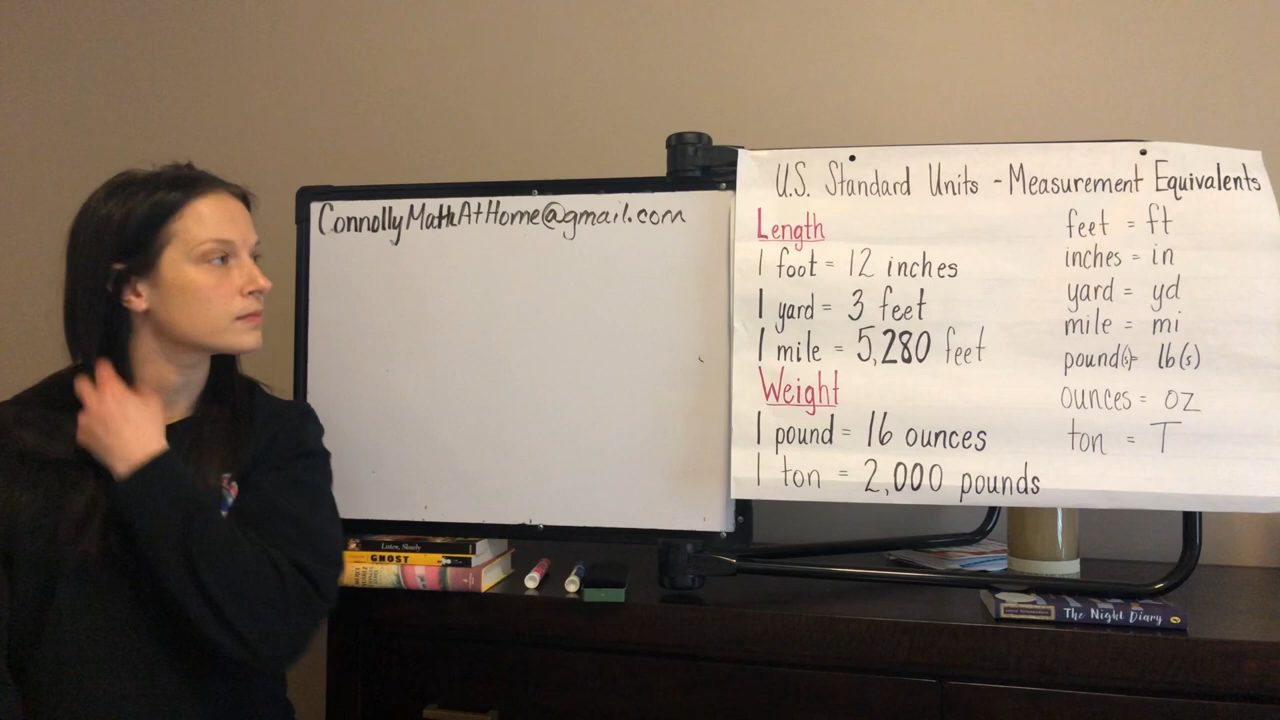 ConnollyMathAtHome@gmail.com
U.S. Standard Units - Measurement Equivalents
Length
1 foot = 12 inches
1 yard = 3 feet
1 mile = 5,280 feet
Weight
1 pound = 16 ounces
1 ton = 2,000 pounds
feet = ft
inches = in
yard = yd
mile = mi
pound(s)= lb(s)
ounces = oz
ton = T
Listen, Slowly
GHOST
The Night Diary